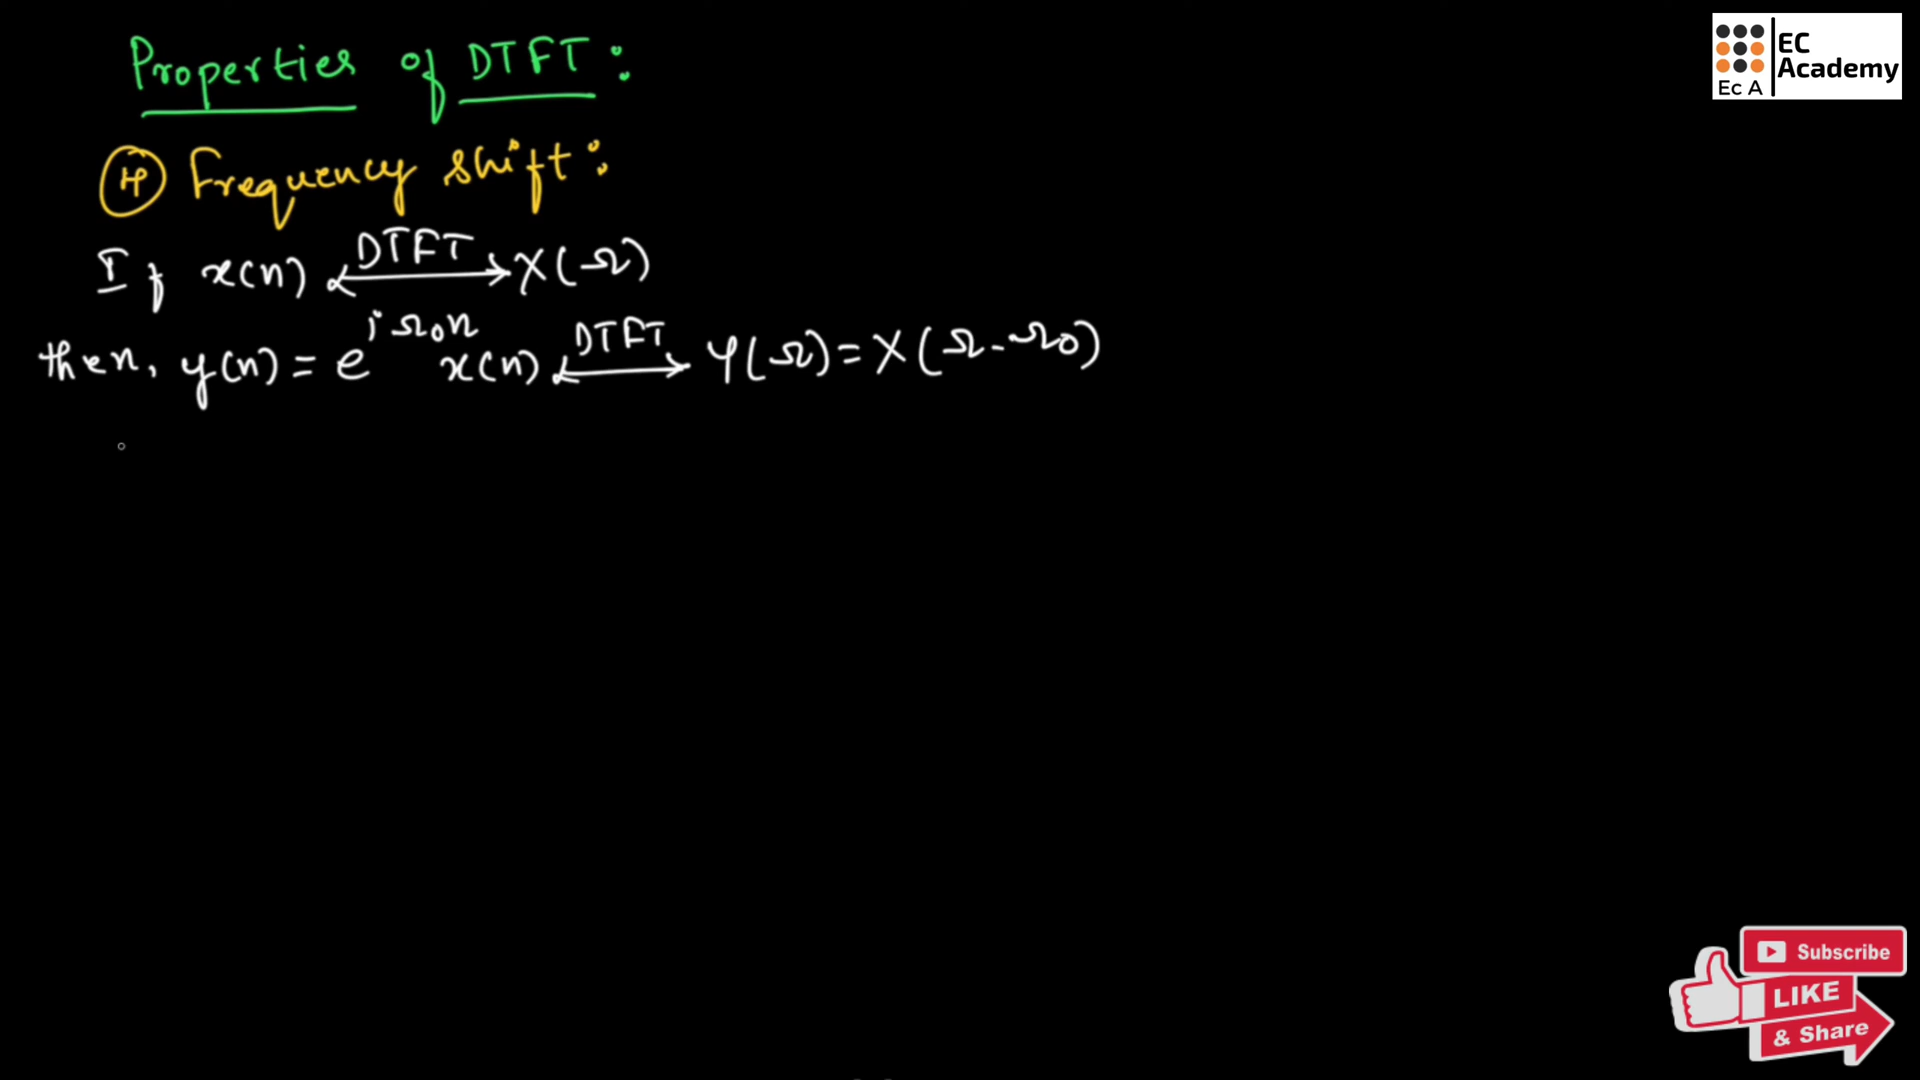 Properties of DTFT:
EC Academy
Ec A
④ Frequency shift:
If x(n) <-DTFT-> X(Ω)
then, y(n) = e^{jΩ₀n} x(n) <-DTFT-> Y(Ω) = X(Ω-Ω₀)
Subscribe
LIKE
& Share